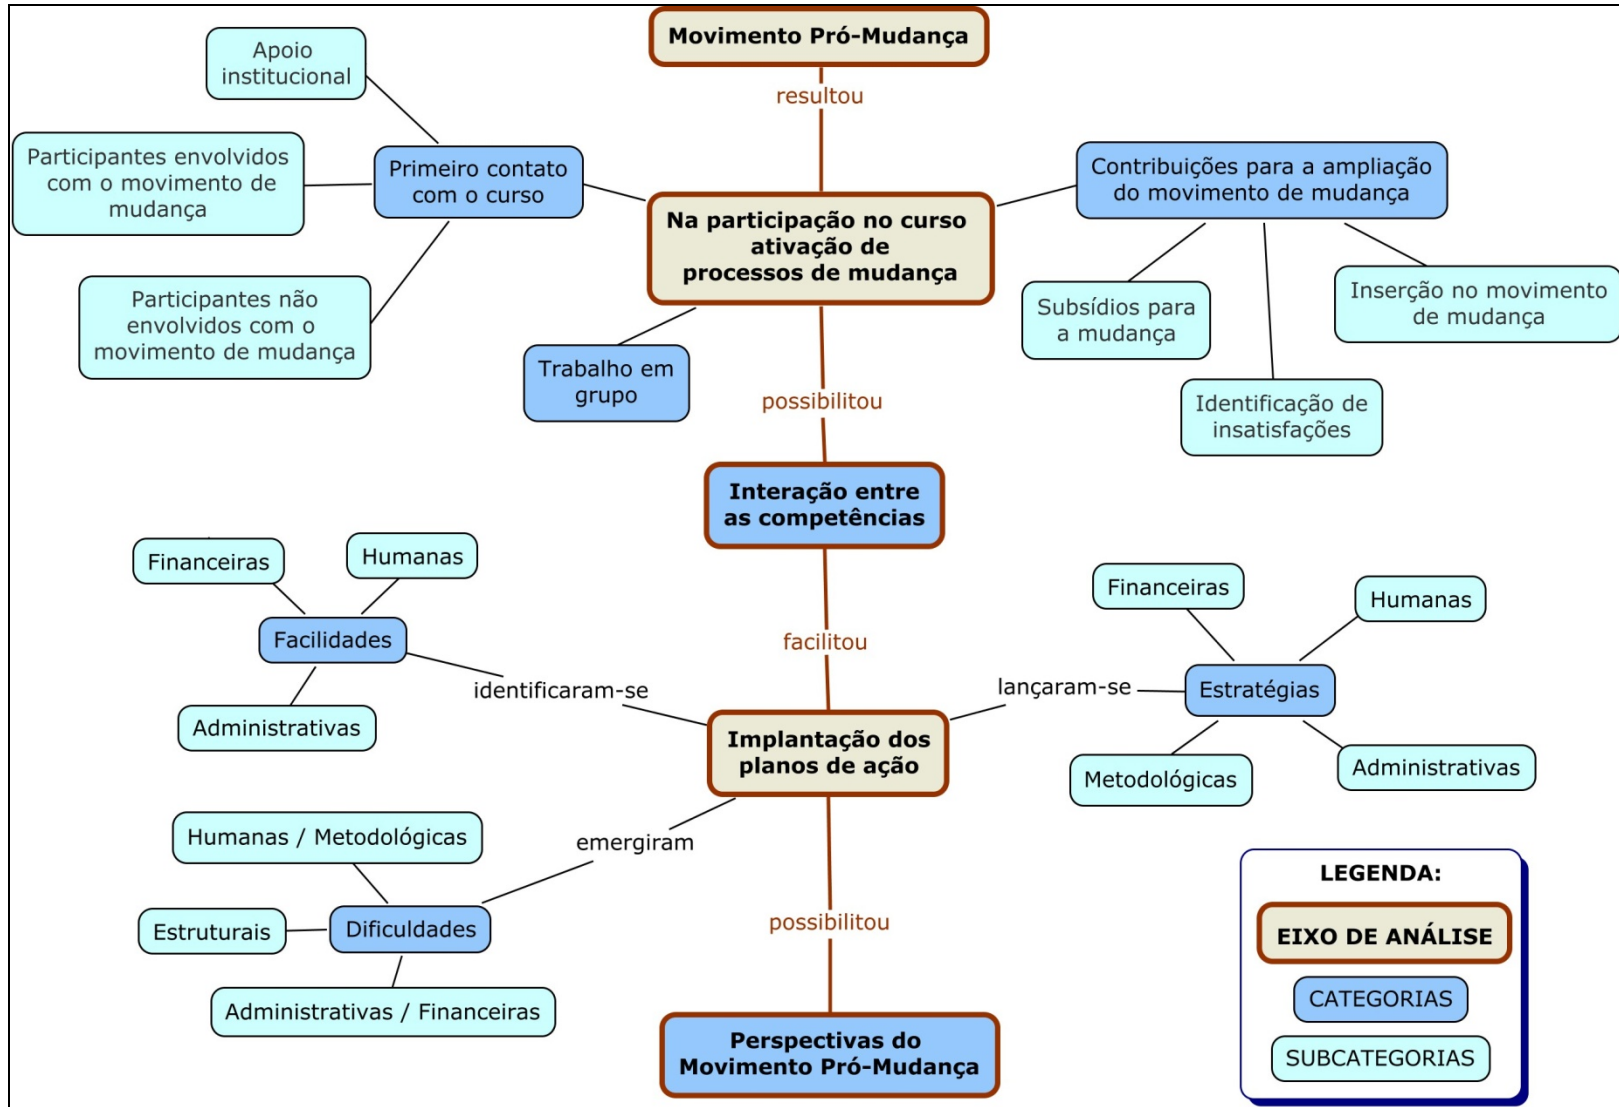 Movimento Pró-Mudança
resultou
Apoio
institucional
Participantes envolvidos
com o movimento de
mudança
Primeiro contato
com o curso
Participantes não
envolvidos com o
movimento de mudança
Na participação no curso
ativação de
processos de mudança
Contribuições para a ampliação
do movimento de mudança
Subsídios para
a mudança
Inserção no movimento
de mudança
Identificação de
insatisfações
Trabalho em
grupo
possibilitou
Interação entre
as competências
facilitou
Financeiras
Humanas
Facilidades
Administrativas
identificaram-se
Implantação dos
planos de ação
lançaram-se
Financeiras
Humanas
Estratégias
Metodológicas
Administrativas
emergiram
Humanas / Metodológicas
Estruturais
Dificuldades
Administrativas / Financeiras
possibilitou
Perspectivas do
Movimento Pró-Mudança
LEGENDA:
EIXO DE ANÁLISE
CATEGORIAS
SUBCATEGORIAS